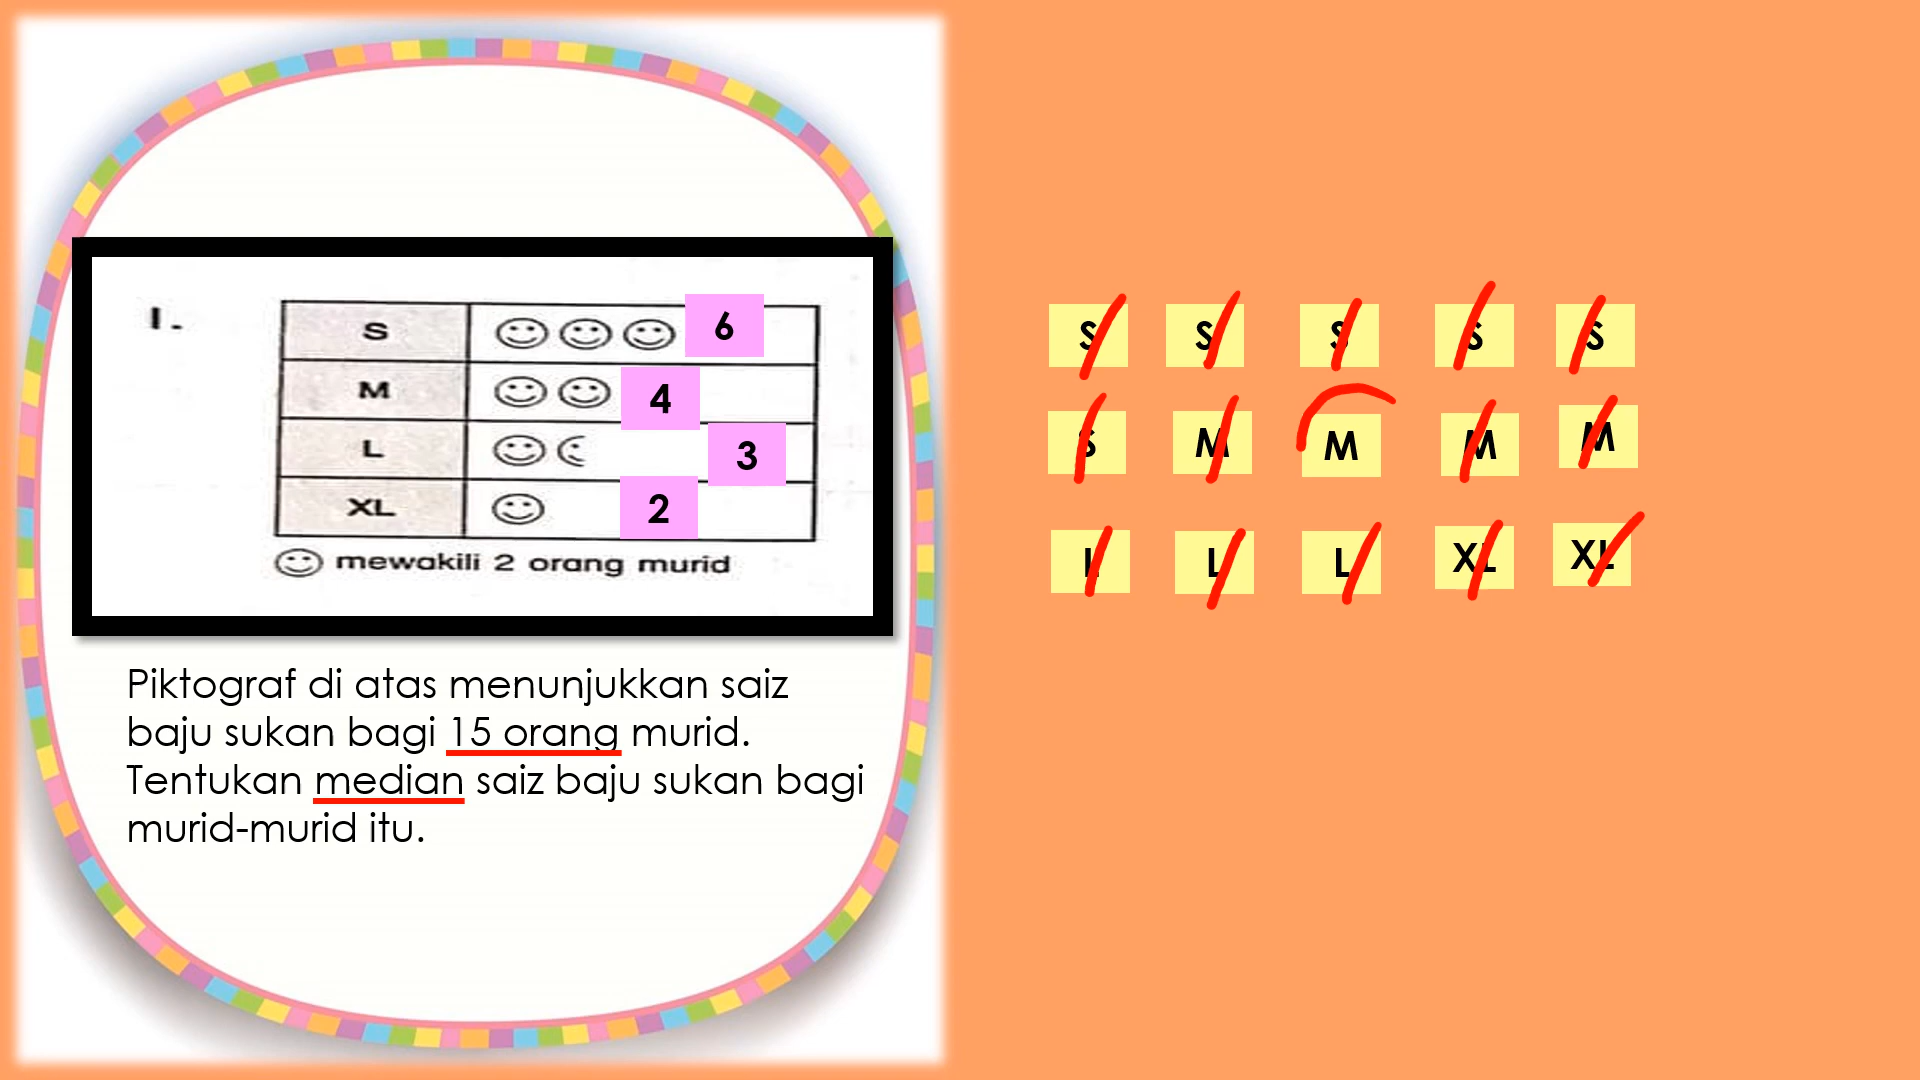 1.
S 6
M 4
L 3
XL 2
mewakili 2 orang murid
Piktograf di atas menunjukkan saiz
baju sukan bagi 15 orang murid.
Tentukan median saiz baju sukan bagi
murid-murid itu.
S S S S S
S M M M M
L L L XL XL